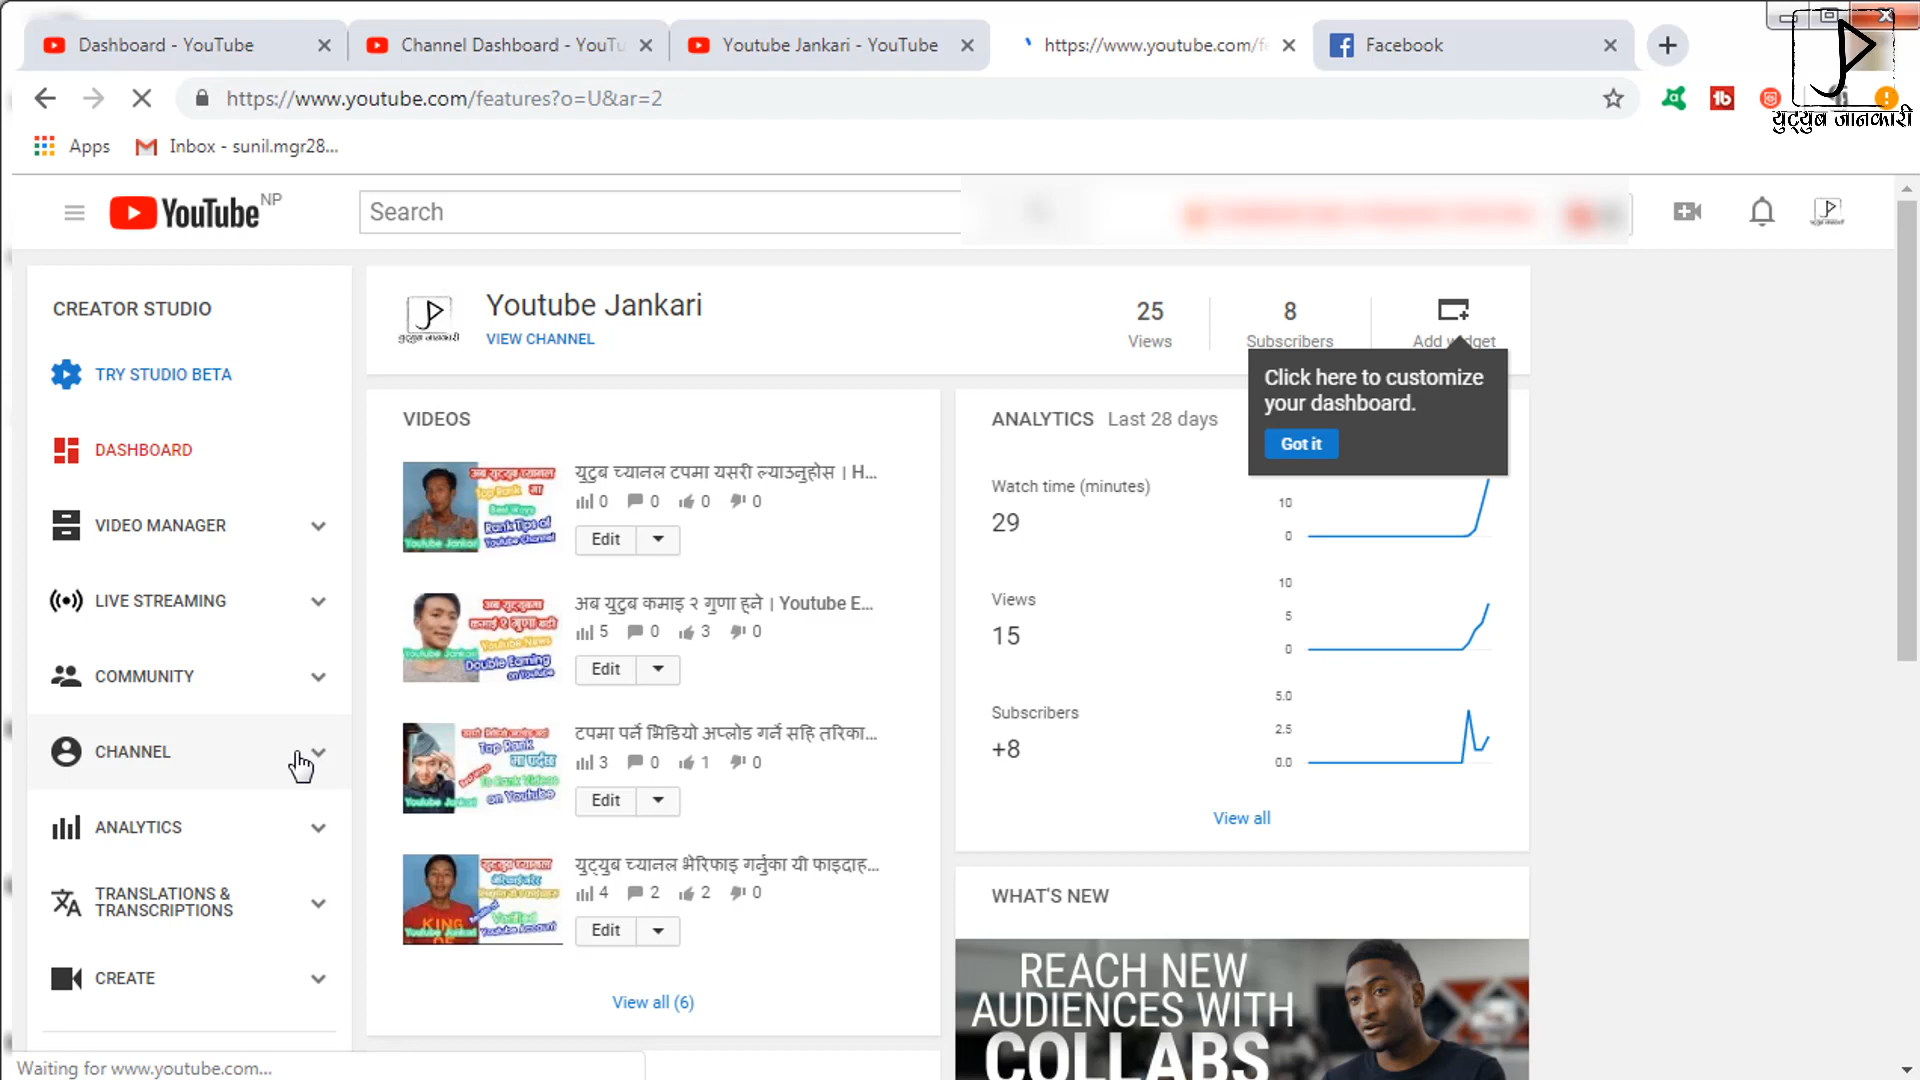 Dashboard - YouTube
Channel Dashboard - YouTu
Youtube Jankari - YouTube
https://www.youtube.com/fe
Facebook
https://www.youtube.com/features?o=U&ar=2
युट्युब जानकारी
Apps
Inbox - sunil.mgr28...
YouTube NP
Search
CREATOR STUDIO
TRY STUDIO BETA
DASHBOARD
VIDEO MANAGER
LIVE STREAMING
COMMUNITY
CHANNEL
ANALYTICS
TRANSLATIONS &
TRANSCRIPTIONS
CREATE
Youtube Jankari
VIEW CHANNEL
25
Views
8
Subscribers
Add widget
Click here to customize
your dashboard.
Got it
VIDEOS
युटुब च्यानल टपमा यसरी ल्याउनुहोस । H...
0 0 0 0
Edit
अब युटुब कमाइ २ गुणा हुने । Youtube E...
5 0 3 0
Edit
टपमा पर्ने भिडियो अप्लोड गर्ने सहि तरिका...
3 0 1 0
Edit
युट्युब च्यानल भेरिफाइ गर्नुका यी फाइदाह...
4 2 2 0
Edit
View all (6)
ANALYTICS Last 28 days
Watch time (minutes)
29
10
0
Views
15
10
5
0
Subscribers
+8
5.0
2.5
0.0
View all
WHAT'S NEW
REACH NEW
AUDIENCES WITH
COLLABS
Waiting for www.youtube.com...